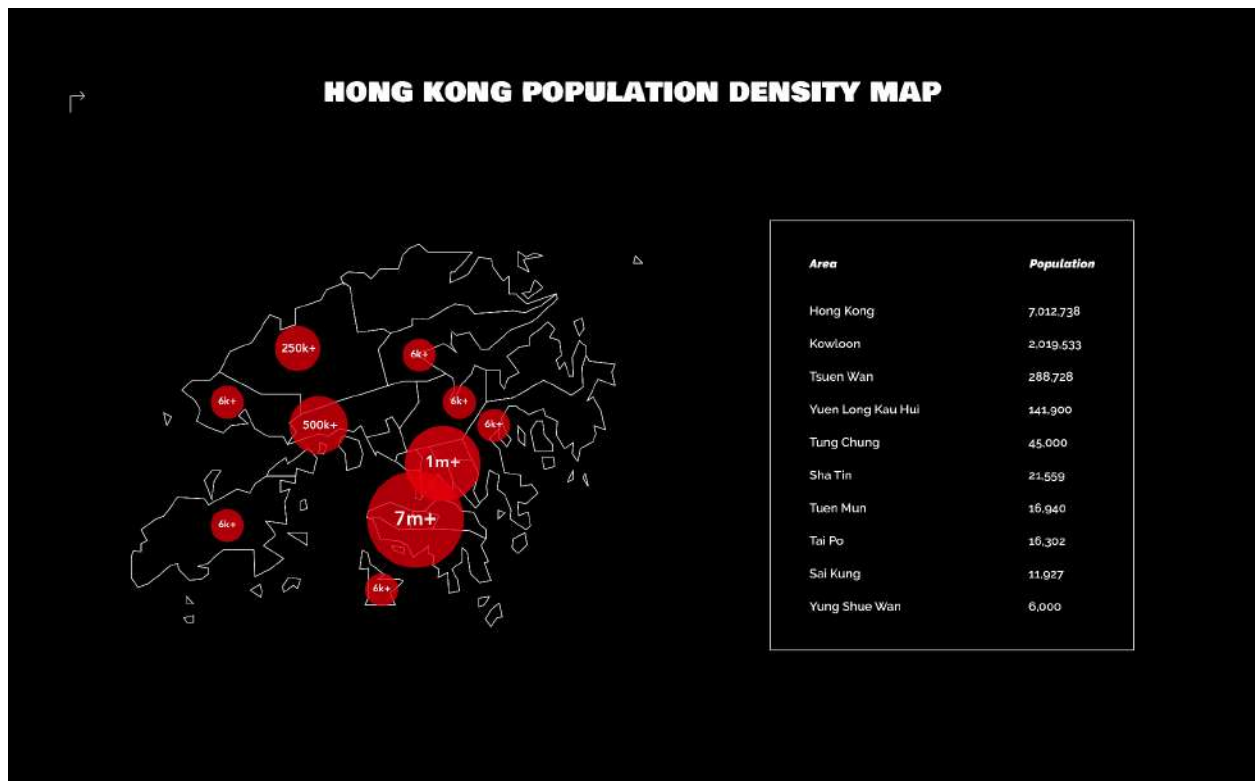 HONG KONG POPULATION DENSITY MAP
250k+
6k+
6k+
6k+
500k+
6k+
1m+
7m+
6k+
6k+
Area Population
Hong Kong 7,012,738
Kowloon 2,019,533
Tsuen Wan 288,728
Yuen Long Kau Hui 141,900
Tung Chung 45,000
Sha Tin 21,559
Tuen Mun 16,940
Tai Po 16,302
Sai Kung 11,927
Yung Shue Wan 6,000